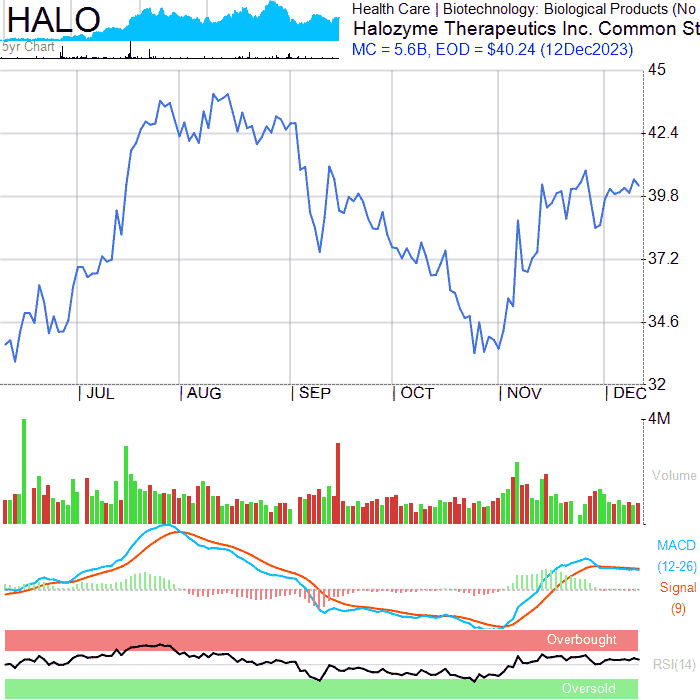 HALO
5yr Chart
Health Care | Biotechnology: Biological Products (No
Halozyme Therapeutics Inc. Common St
MC = 5.6B, EOD = $40.24 (12Dec2023)
45
42.4
39.8
37.2
34.6
32
| JUL | AUG | SEP | OCT | NOV | DEC
4M
Volume
MACD
(12-26)
Signal
(9)
Overbought
RSI(14)
Oversold